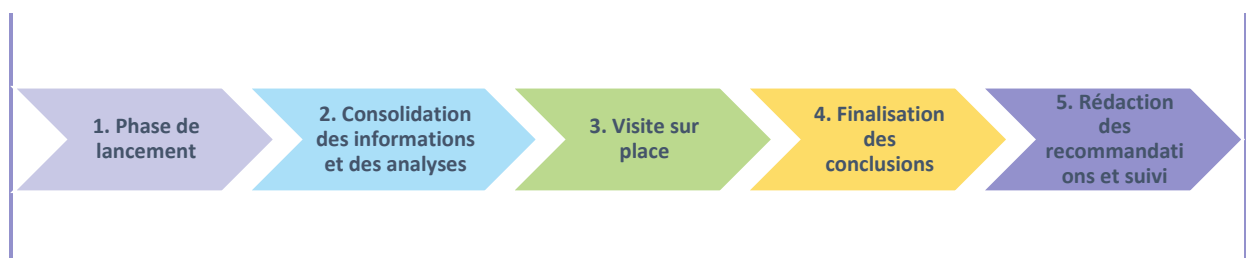 1. Phase de
lancement
2. Consolidation
des informations
et des analyses
3. Visite sur
place
4. Finalisation
des
conclusions
5. Rédaction
des
recommandati
ons et suivi